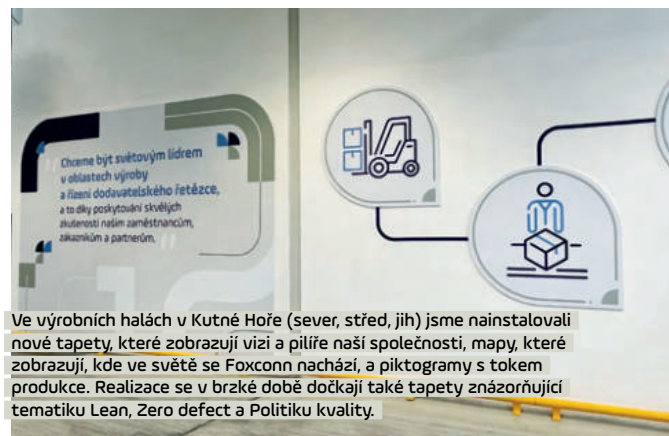 Chceme být světovým lídrem
v oblastech výroby
a řízení dodavatelského řetězce,
a to díky poskytování skvělých
zkušeností našim zaměstnancům,
zákazníkům a partnerům.
Ve výrobních halách v Kutné Hoře (sever, střed, jih) jsme nainstalovali
nové tapety, které zobrazují vizi a pilíře naší společnosti, mapy, které
zobrazují, kde ve světě se Foxconn nachází, a piktogramy s tokem
produkce. Realizace se v brzké době dočkají také tapety znázorňující
tematiku Lean, Zero defect a Politiku kvality.